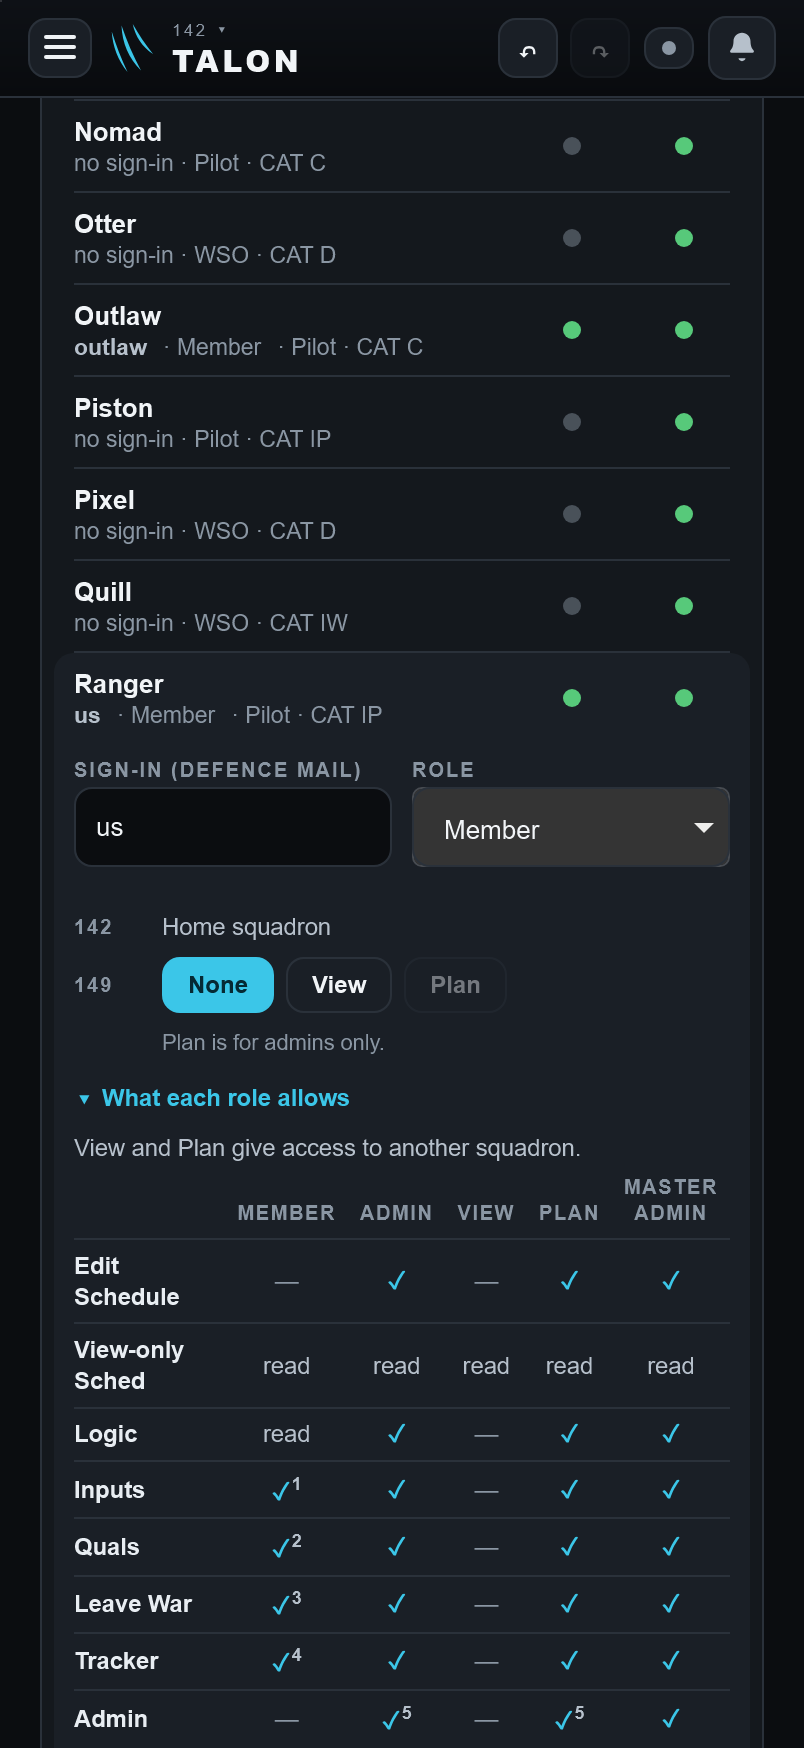 142 ▾
TALON
Nomad
no sign-in · Pilot · CAT C
Otter
no sign-in · WSO · CAT D
Outlaw
outlaw · Member · Pilot · CAT C
Piston
no sign-in · Pilot · CAT IP
Pixel
no sign-in · WSO · CAT D
Quill
no sign-in · WSO · CAT IW
Ranger
us · Member · Pilot · CAT IP
SIGN-IN (DEFENCE MAIL) ROLE
us Member
142 Home squadron
149 None View Plan
Plan is for admins only.
▾ What each role allows
View and Plan give access to another squadron.
MEMBER ADMIN VIEW PLAN MASTER ADMIN
Edit Schedule — ✓ — ✓ ✓
View-only Sched read read read read read
Logic read ✓ — ✓ ✓
Inputs ✓1 ✓ — ✓ ✓
Quals ✓2 ✓ — ✓ ✓
Leave War ✓3 ✓ — ✓ ✓
Tracker ✓4 ✓ — ✓ ✓
Admin — ✓5 — ✓5 ✓